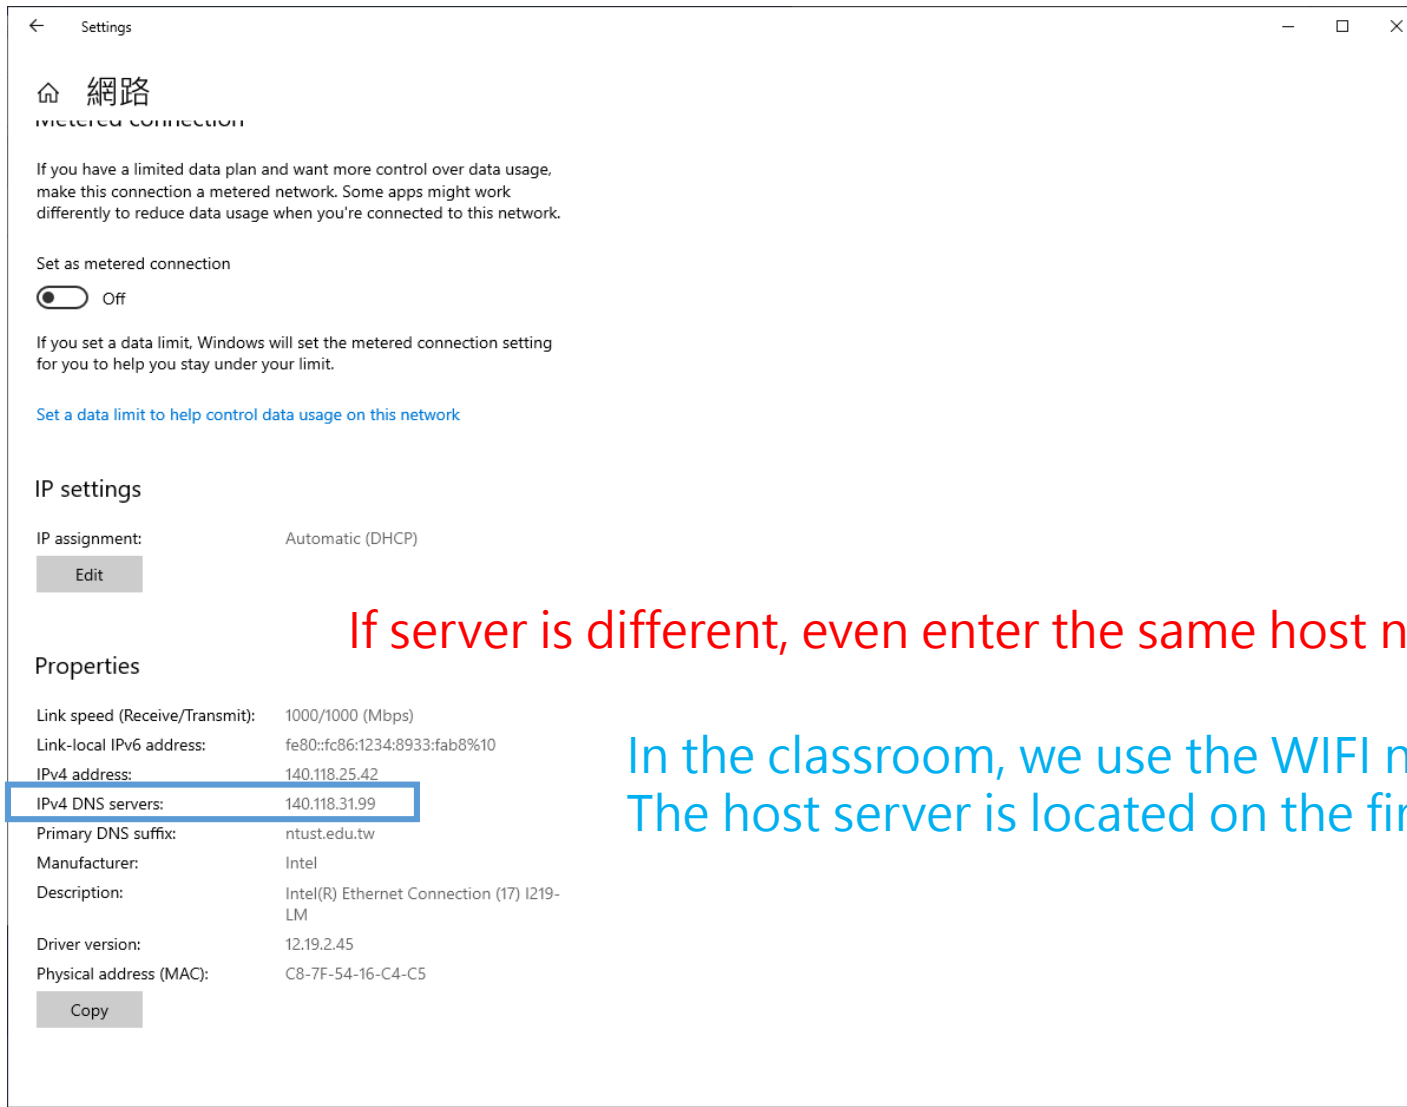 Settings
網路
Metered connection
If you have a limited data plan and want more control over data usage,
make this connection a metered network. Some apps might work
differently to reduce data usage when you're connected to this network.
Set as metered connection
Off
If you set a data limit, Windows will set the metered connection setting
for you to help you stay under your limit.
Set a data limit to help control data usage on this network
IP settings
IP assignment: Automatic (DHCP)
Edit
If server is different, even enter the same host n
Properties
Link speed (Receive/Transmit): 1000/1000 (Mbps)
Link-local IPv6 address: fe80::fc86:1234:8933:fab8%10
In the classroom, we use the WIFI n
IPv4 address: 140.118.25.42
IPv4 DNS servers: 140.118.31.99
The host server is located on the fi
Primary DNS suffix: ntust.edu.tw
Manufacturer: Intel
Description: Intel(R) Ethernet Connection (17) I219-
LM
Driver version: 12.19.2.45
Physical address (MAC): C8-7F-54-16-C4-C5
Copy